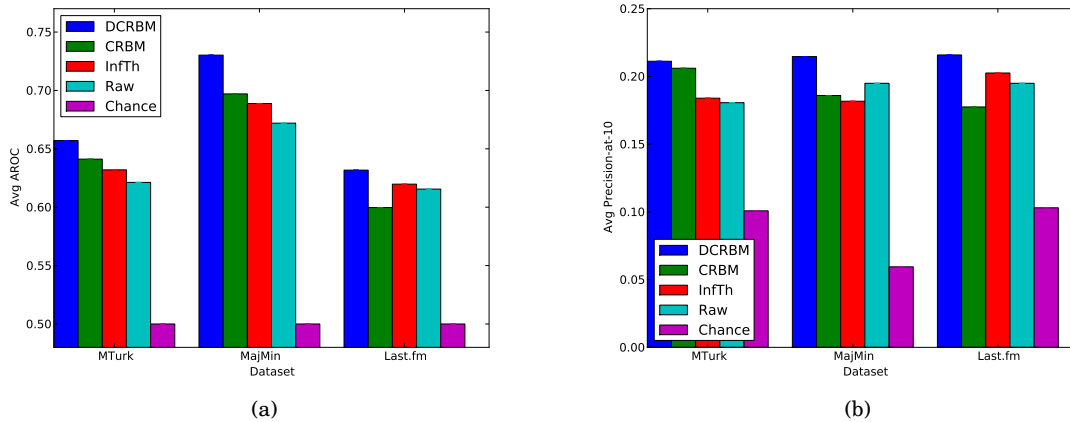 0.75
0.70
0.65
0.60
0.55
0.50
Avg AROC
DCRBM
CRBM
InfTh
Raw
Chance
MTurk
MajMin
Last.fm
Dataset
(a)
0.25
0.20
0.15
0.10
0.05
0.00
Avg Precision-at-10
DCRBM
CRBM
InfTh
Raw
Chance
MTurk
MajMin
Last.fm
Dataset
(b)